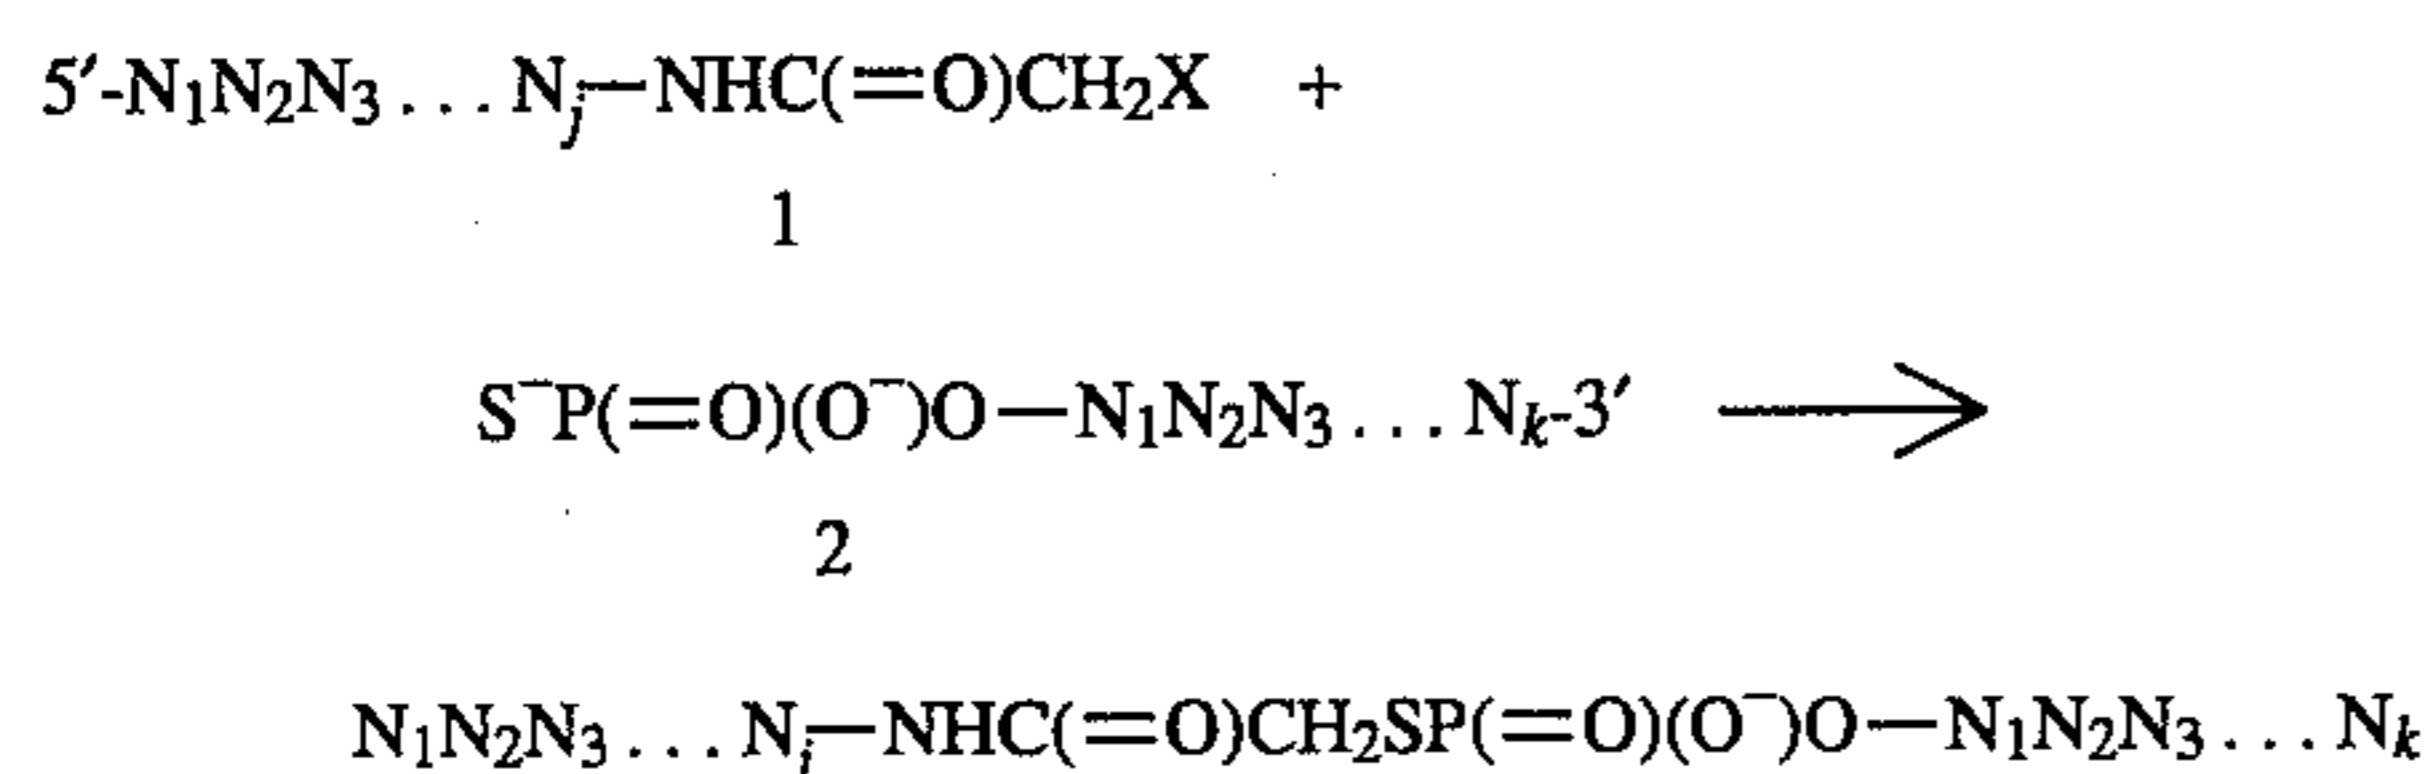 5′-N₁N₂N₃ . . . Nⱼ—NHC(=O)CH₂X +
1
S⁻P(=O)(O⁻)O—N₁N₂N₃ . . . Nₖ-3′ ⟶
2
N₁N₂N₃ . . . Nⱼ—NHC(=O)CH₂SP(=O)(O⁻)O—N₁N₂N₃ . . . Nₖ